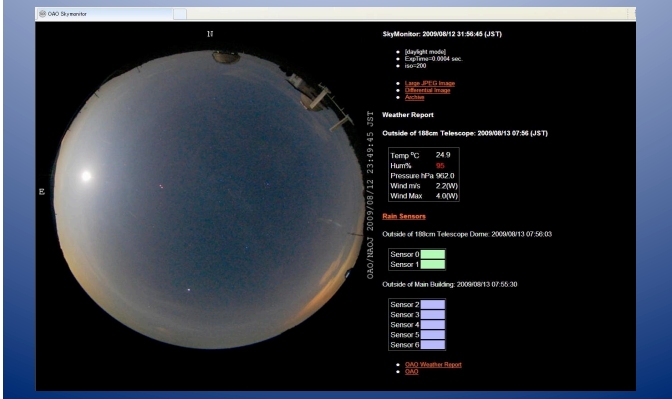 OAO Skymonitor
N
E
OAO/NAOJ 2009/08/12 23:49:45 JST
SkyMonitor: 2009/08/12 31:56:45 (JST)
[daylight mode]
ExpTime=0.0004 sec.
iso=200
Large JPEG Image
Differential Image
Archive
Weather Report
Outside of 188cm Telescope: 2009/08/13 07:56 (JST)
Temp °C 24.9
Hum% 95
Pressure hPa 962.0
Wind m/s 2.2(W)
Wind Max 4.0(W)
Rain Sensors
Outside of 188cm Telescope Dome: 2009/08/13 07:56:03
Sensor 0
Sensor 1
Outside of Main Building: 2009/08/13 07:55:30
Sensor 2
Sensor 3
Sensor 4
Sensor 5
Sensor 6
OAO Weather Report
OAO